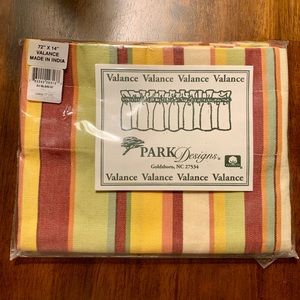 72" X 14"
VALANCE
MADE IN INDIA
Valance
Valance Valance Valance
PARK Designs®
Goldsboro, NC 27534
Valance Valance Valance
Valance